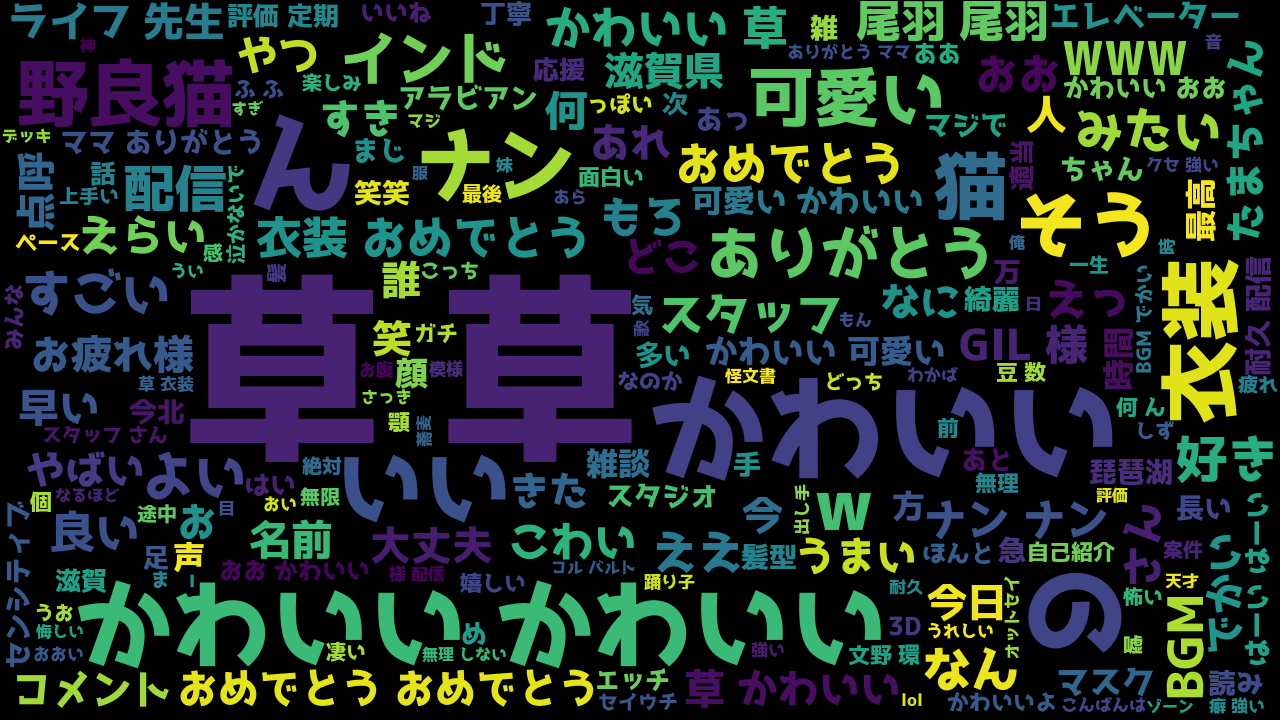 ライフ 先生
評価 定期
いいね
丁寧
かわいい 草
雑
尾羽 尾羽
エレベーター
神
やつ
インド
応援
滋賀県
ありがとう ママ
ああ
おお
WWW
音
たまちゃん
野良猫
ふふ
楽しみ
すぎ
アラビアン
何
っぽい
次
可愛い
かわいい おお
デッキ
ママ ありがとう
すき
マジ
あれ
あっ
マジで
人
みたい
点呼
話
上手い
配信
泣かないで
ん
まじ
服
ナン
妹
面白い
おめでとう
猫
適当
ちゃん
クセ 強い
最高
笑笑
最後
あら
可愛い かわいい
ペース
えらい
感
衣装 おめでとう
もろ
どこ
ありがとう
そう
俺
すごい
うい
髪
誰
こっち
気
スタッフ
もん
なに
綺麗
万
日
一生
えっ
BGM でかい
衣装
耐久 配信
みんな
お疲れ様
草 衣装
草 草
笑
ガチ
お腹
顔
模様
さっき
多い
かわいい 可愛い
GIL 様
時間
疲れ
早い
今北
スタッフ さん
顎
蕎麦
なのか
怪文書
どっち
わかば
豆 数
かわいい
前
何 ん
しず
やばい
よい
絶対
いい
きた
雑談
手
あと
無理
琵琶湖
好き
個
なるほど
はい
おい
無限
スタジオ
出し手
評価
センシティブ
良い
途中
お
目
名前
大丈夫
こわい
ええ
今
髪型
W
うまい
方
ナン ナン
ほんと
急
自己紹介
さん
長い
案件
でかい
はーい はーい
滋賀
足
ま
声
おお かわいい
様 配信
嬉しい
コル バルト
踊り子
耐久
今日
オットセイ
の
怖い
天才
うお
悔しい
おおい
かわいい かわいい
凄い
め
無理 しない
強い
3D
文野 環
うれしい
なん
嘘
BGM
コメント
おめでとう おめでとう
エッチ
セイウチ
草 かわいい
lol
かわいいよ
マスク
こんばんは
ゾーン
読み
癖 強い